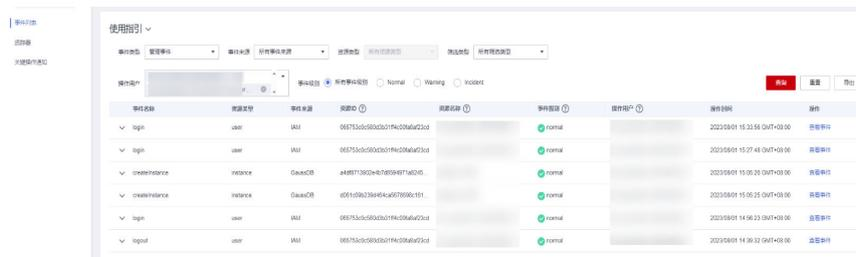 事件列表
追踪器
关键操作通知
使用指引
事件类型 管理事件 事件来源 所有事件来源 资源类型 所有资源类型 筛选类型 所有筛选类型
操作用户 事件级别 所有事件级别 Normal Warning Incident 查询 重置 导出
事件名称 资源类型 事件来源 资源ID 资源名称 事件级别 操作用户 操作时间 操作
login user IAM normal 2023/08/01 15:33:56 GMT+08:00 查看事件
login user IAM normal 2023/08/01 15:27:48 GMT+08:00 查看事件
createInstance instance GaussDB normal 2023/08/01 15:05:26 GMT+08:00 查看事件
createInstance instance GaussDB normal 2023/08/01 15:05:25 GMT+08:00 查看事件
login user IAM normal 2023/08/01 14:56:23 GMT+08:00 查看事件
logout user IAM normal 2023/08/01 14:39:32 GMT+08:00 查看事件